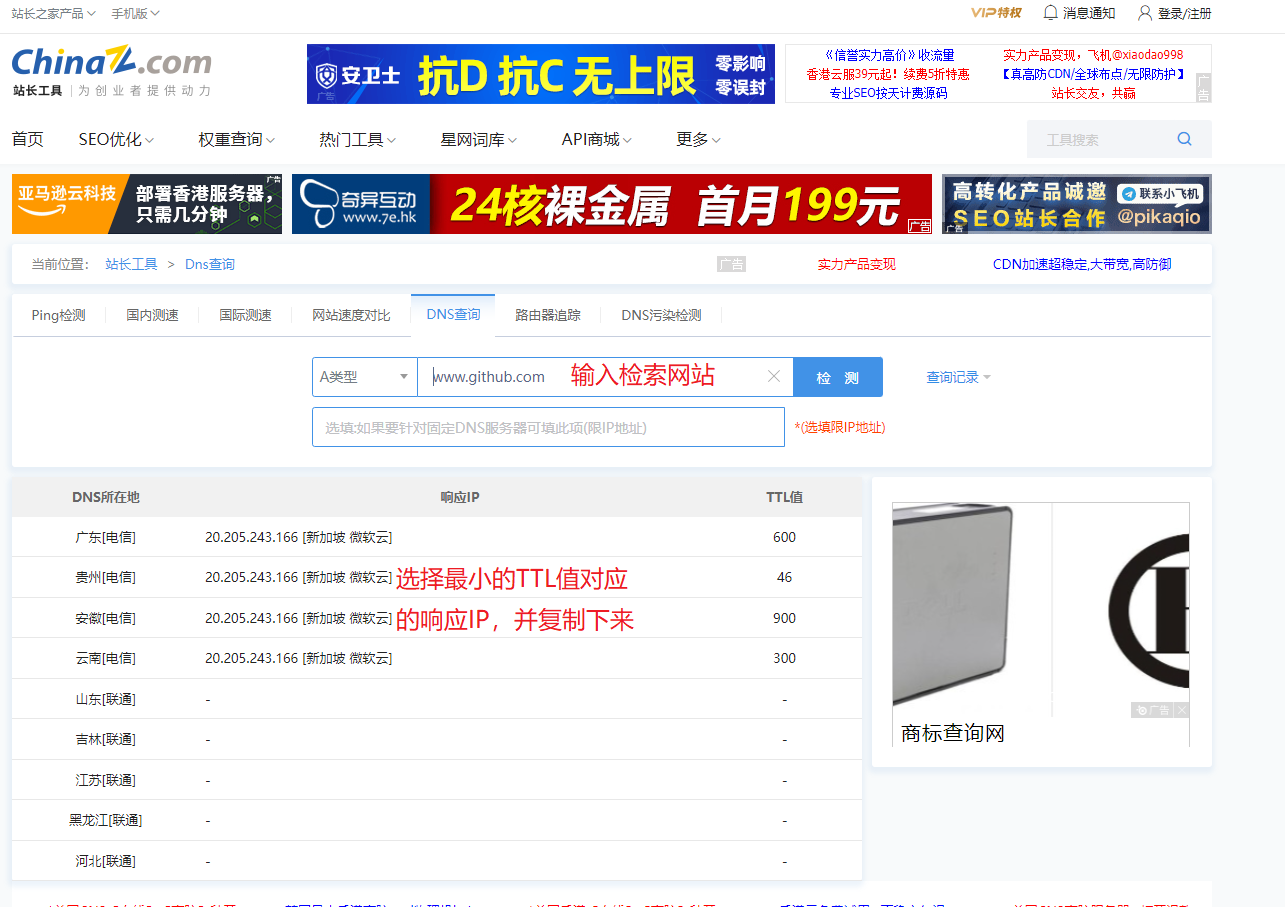 站长之家产品 手机版 VIP特权 消息通知 登录/注册
ChinaZ.com
站长工具 为创业者提供动力
安卫士 抗D 抗C 无上限 零影响 零误封
广告
《信誉实力高价》收流量 实力产品变现，飞机@xiaodao998
香港云服39元起！续费5折特惠 【真高防CDN/全球布点/无限防护】
专业SEO按天计费源码 站长交友，共赢
广告
首页 SEO优化 权重查询 热门工具 星网词库 API商城 更多 工具搜索
亚马逊云科技 部署香港服务器，
只需几分钟
广告
奇异互动
www.7e.hk
24核裸金属 首月199元
广告
高转化产品诚邀 联系小飞机
SEO站长合作 @pikaqio
广告
当前位置： 站长工具 > Dns查询 广告 实力产品变现 CDN加速超稳定,大带宽,高防御
Ping检测 国内测速 国际测速 网站速度对比 DNS查询 路由器追踪 DNS污染检测
A类型 www.github.com 输入检索网站 检 测 查询记录
选填:如果要针对固定DNS服务器可填此项(限IP地址) *(选填限IP地址)
DNS所在地 响应IP TTL值
广东[电信] 20.205.243.166 [新加坡 微软云] 600
贵州[电信] 20.205.243.166 [新加坡 微软云] 选择最小的TTL值对应 46
安徽[电信] 20.205.243.166 [新加坡 微软云] 的响应IP，并复制下来 900
云南[电信] 20.205.243.166 [新加坡 微软云] 300
山东[联通] - -
吉林[联通] - -
江苏[联通] - -
黑龙江[联通] - -
河北[联通] - -
广告
商标查询网